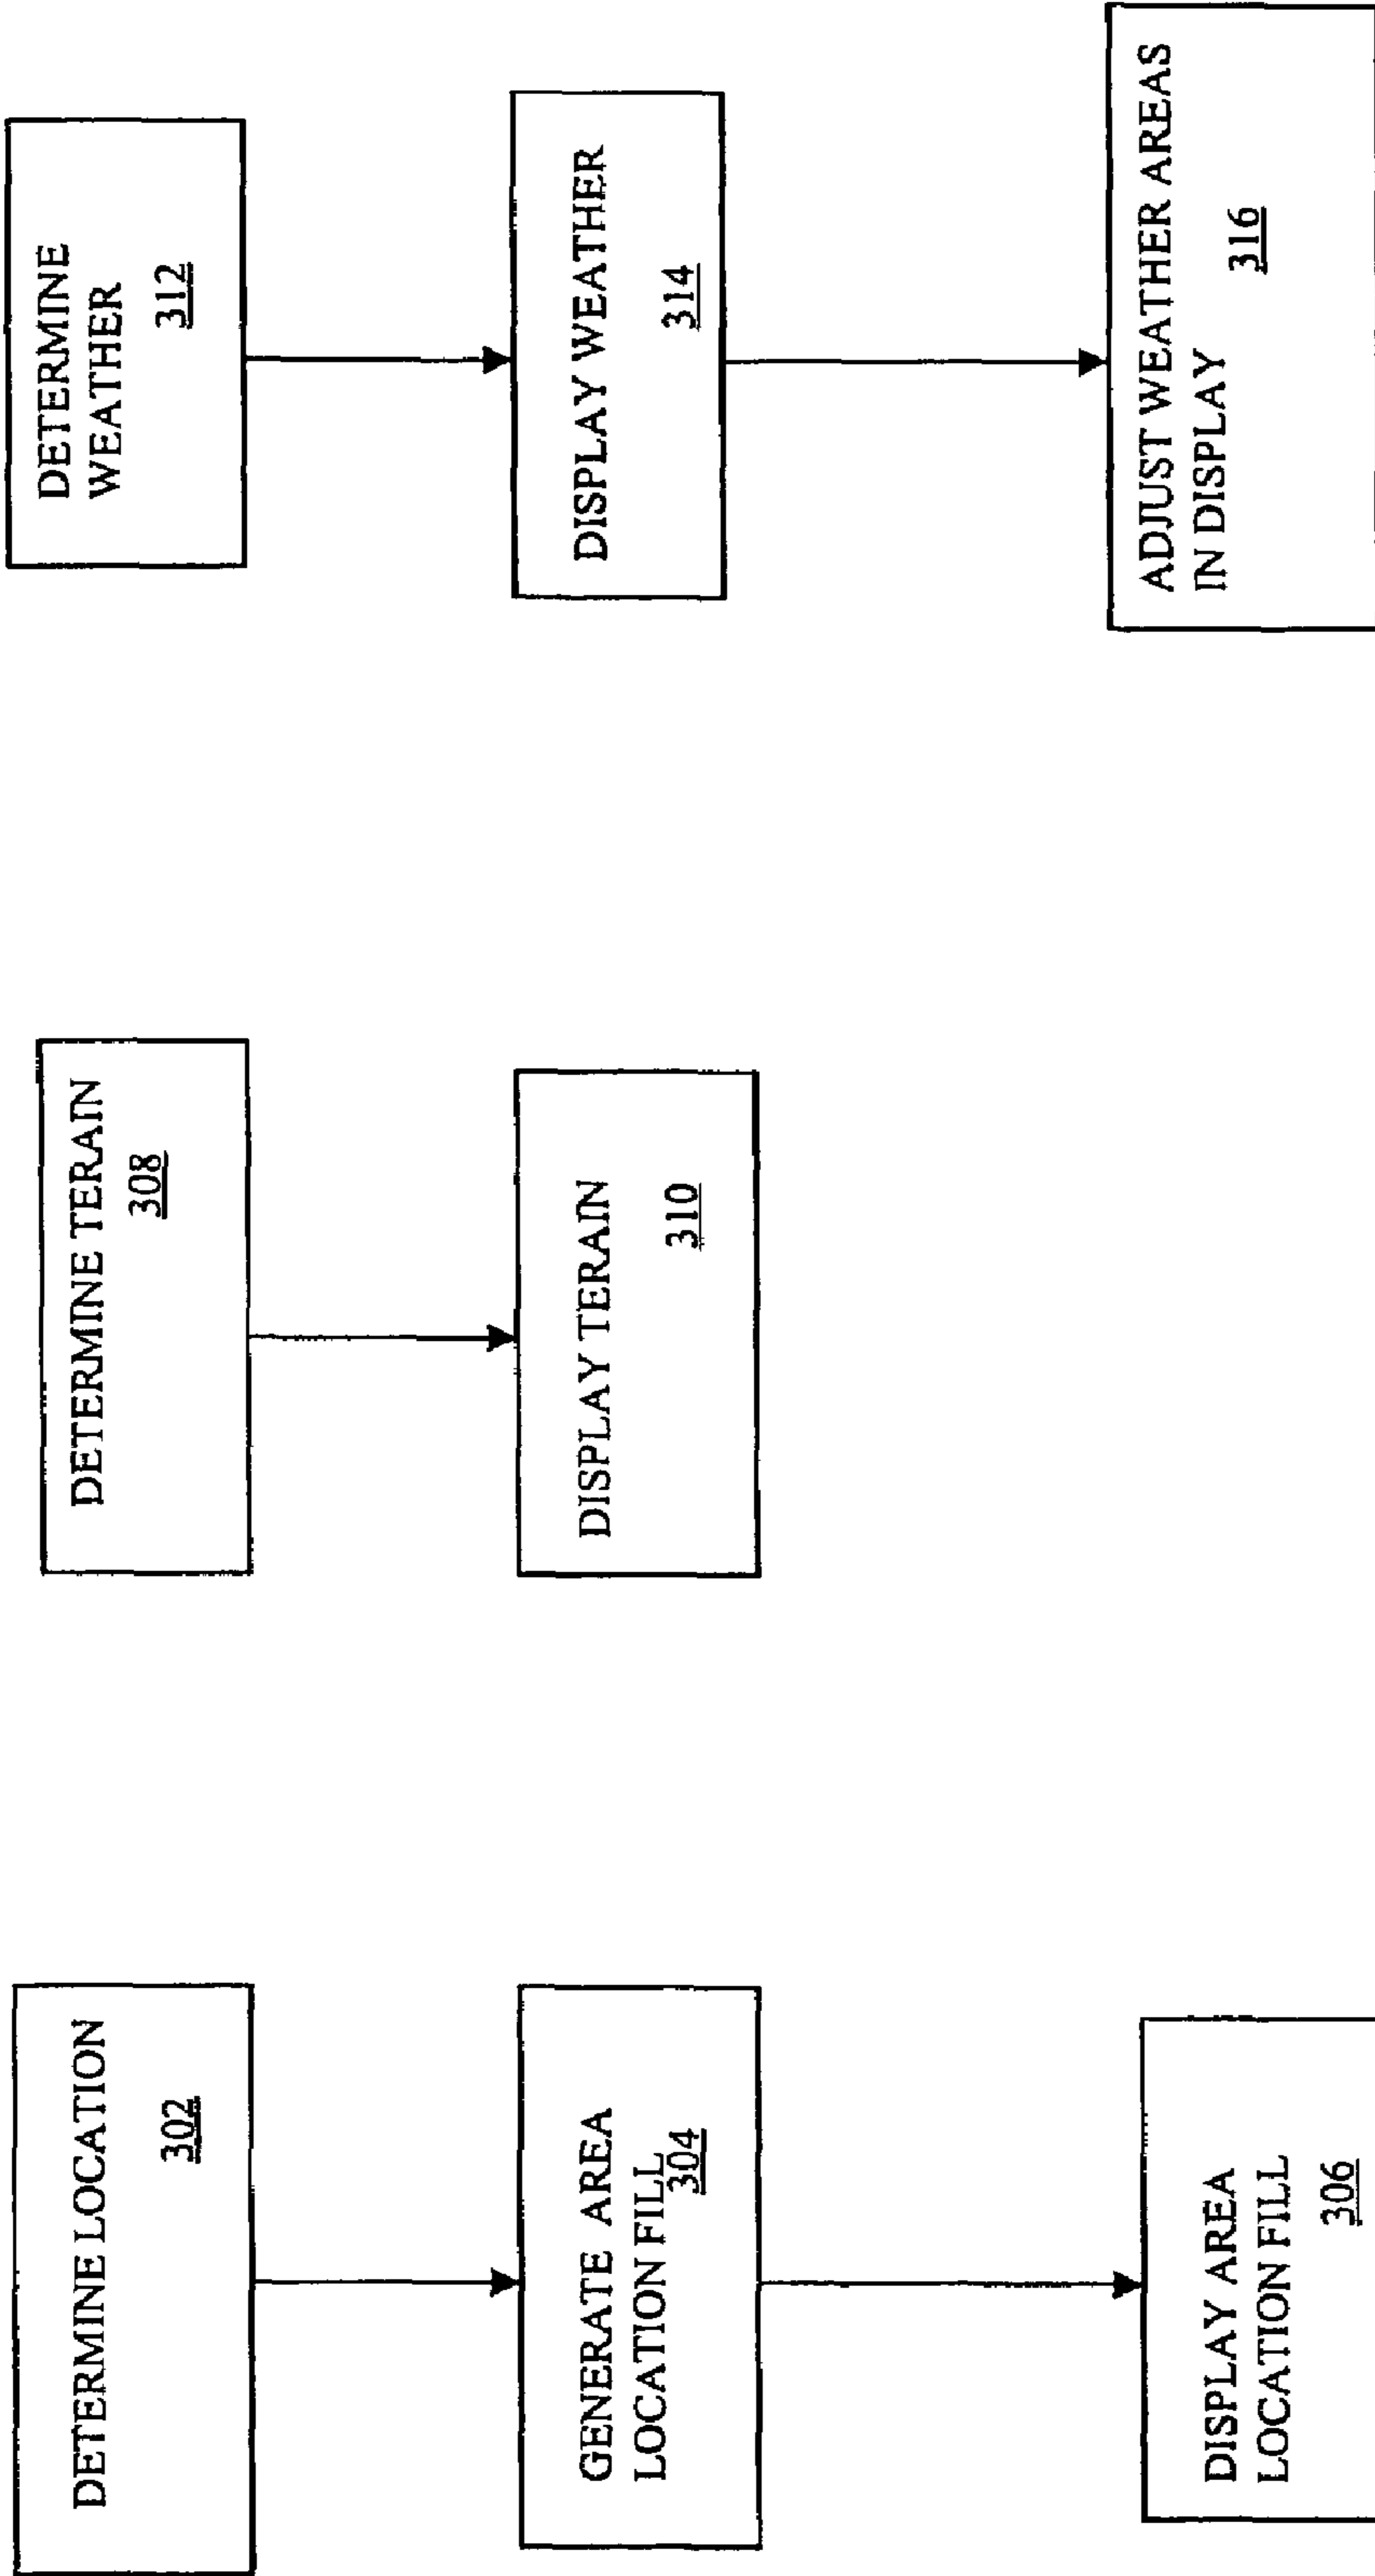 DETERMINE LOCATION
302
GENERATE AREA
LOCATION FILL
304
DISPLAY AREA
LOCATION FILL
306
DETERMINE TERAIN
308
DISPLAY TERAIN
310
DETERMINE
WEATHER
312
DISPLAY WEATHER
314
ADJUST WEATHER AREAS
IN DISPLAY
316